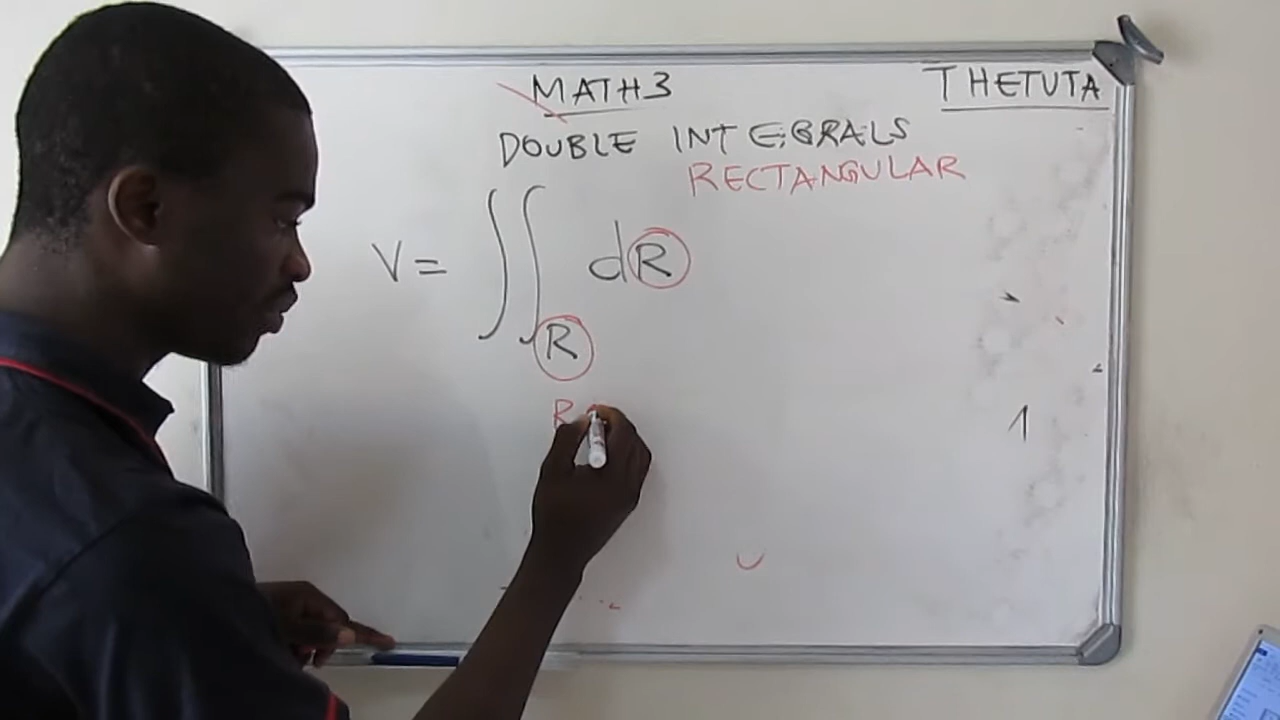 MATH3 THETUTA
DOUBLE INTEGRALS
RECTANGULAR
V = ∬ dR
R
R